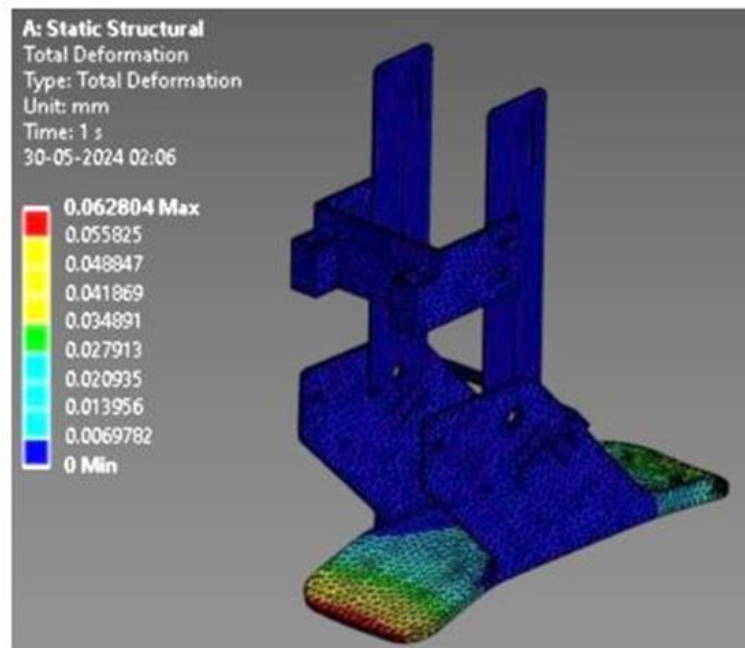 A: Static Structural
Total Deformation
Type: Total Deformation
Unit: mm
Time: 1 s
30-05-2024 02:06
0.062804 Max
0.055825
0.048847
0.041869
0.034891
0.027913
0.020935
0.013956
0.0069782
0 Min